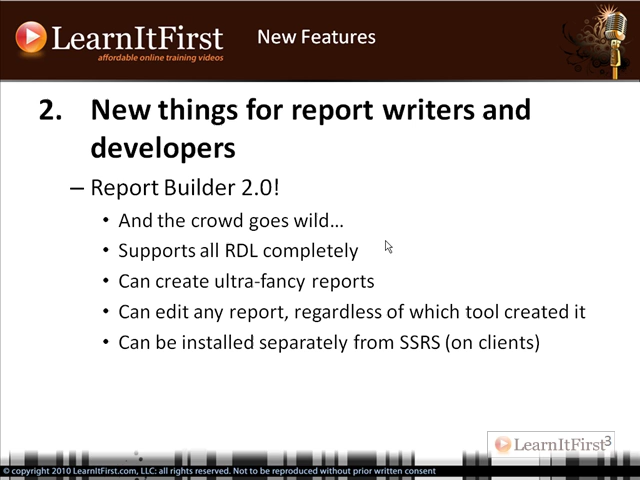 LearnItFirst
affordable online training videos
New Features
2. New things for report writers and
developers
– Report Builder 2.0!
• And the crowd goes wild…
• Supports all RDL completely
• Can create ultra-fancy reports
• Can edit any report, regardless of which tool created it
• Can be installed separately from SSRS (on clients)
LearnItFirst
3
© copyright 2010 LearnItFirst.com, LLC: all rights reserved. Not to be reproduced without prior written consent